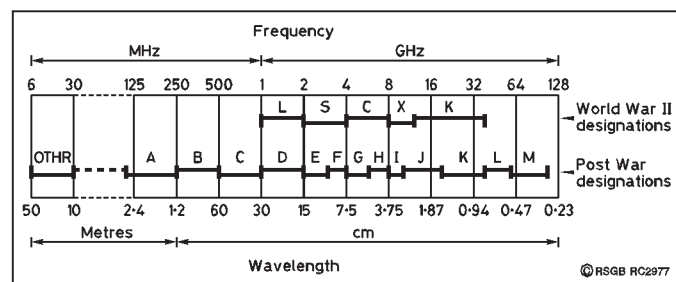 Frequency
MHz GHz
6 30 125 250 500 1 2 4 8 16 32 64 128
L S C X K
World War II
designations
OTHR A B C D E F G H I J K L M
Post War
designations
50 10 2·4 1·2 60 30 15 7·5 3·75 1·87 0·94 0·47 0·23
Metres cm
Wavelength
© RSGB RC2977